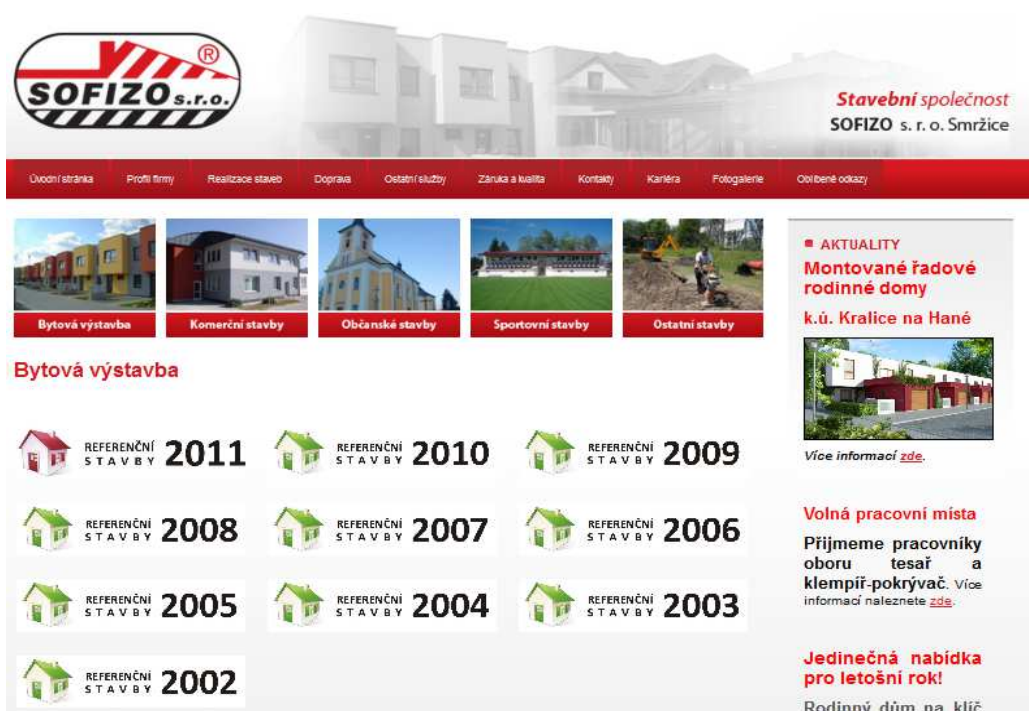 SOFIZO s.r.o.
®
Stavební společnost
SOFIZO s. r. o. Smržice
Úvodní stránka Profil firmy Realizace staveb Doprava Ostatní služby Záruka a kvalita Kontakty Kariéra Fotogalerie Oblíbené odkazy
Bytová výstavba Komerční stavby Občanské stavby Sportovní stavby Ostatní stavby
Bytová výstavba
REFERENČNÍ
STAVBY 2011
REFERENČNÍ
STAVBY 2010
REFERENČNÍ
STAVBY 2009
REFERENČNÍ
STAVBY 2008
REFERENČNÍ
STAVBY 2007
REFERENČNÍ
STAVBY 2006
REFERENČNÍ
STAVBY 2005
REFERENČNÍ
STAVBY 2004
REFERENČNÍ
STAVBY 2003
REFERENČNÍ
STAVBY 2002
AKTUALITY
Montované řadové
rodinné domy
k.ú. Kralice na Hané
Více informací zde.
Volná pracovní místa
Přijmeme pracovníky
oboru tesař a
klempíř-pokrývač. Více
informací naleznete zde.
Jedinečná nabídka
pro letošní rok!
Rodinný dům na klíč